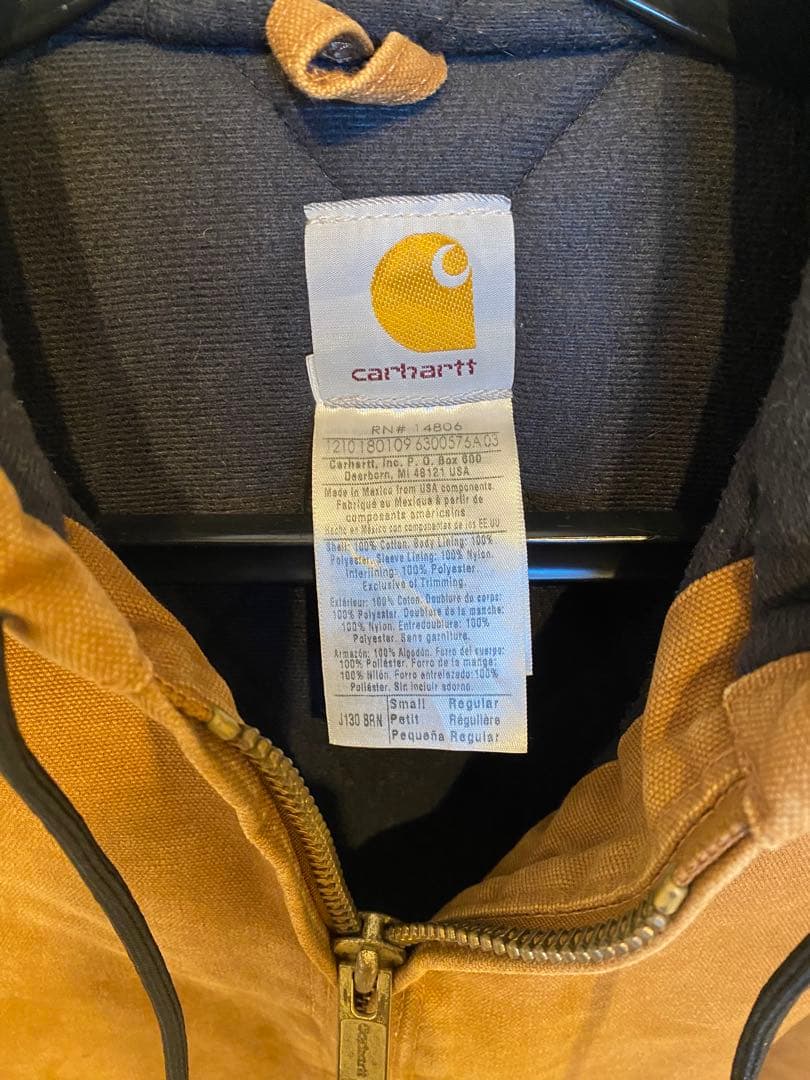 carhartt
RN# 14806
1210180109 6300576A 03
Carhartt, Inc. P. O. Box 600
Dearborn, MI 48121 USA
Made in Mexico from USA components
Fabriqué au Mexique à partir de
composants américains
Hecho en México con componentes de los EE.UU
Shell: 100% Cotton. Body Lining: 100%
Polyester. Sleeve Lining: 100% Nylon.
Interlining: 100% Polyester
Exclusive of Trimming.
Extérieur: 100% Coton. Doublure du corps:
100% Polyester. Doublure de la manche:
100% Nylon. Entredoublure: 100%
Polyester. Sans garniture.
Armazón: 100% Algodón. Forro del cuerpo:
100% Poliéster. Forro de la manga:
100% Nilón. Forro entrelazado:100%
Poliéster. Sin incluir adorno.
J130 BRN
Small Regular
Petit Régulière
Pequeña Regular
Carhartt